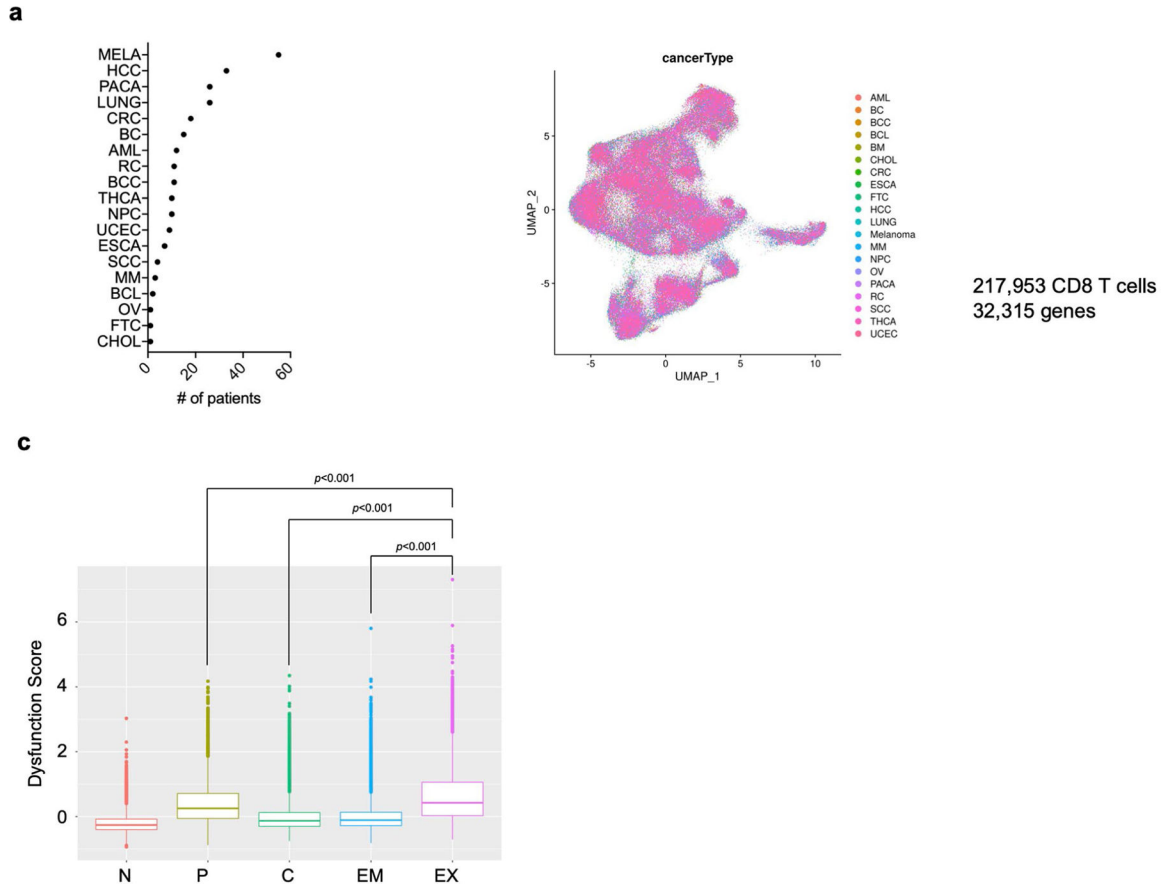 a
MELA
HCC
PACA
LUNG
CRC
BC
AML
RC
BCC
THCA
NPC
UCEC
ESCA
SCC
MM
BCL
OV
FTC
CHOL
0 20 40 60
# of patients
cancerType
5
0
-5
UMAP_2
-5 0 5 10
UMAP_1
AML
BC
BCC
BCL
BM
CHOL
CRC
ESCA
FTC
HCC
LUNG
Melanoma
MM
NPC
OV
PACA
RC
SCC
THCA
UCEC
217,953 CD8 T cells
32,315 genes
c
p<0.001
p<0.001
p<0.001
Dysfunction Score
6
4
2
0
N P C EM EX